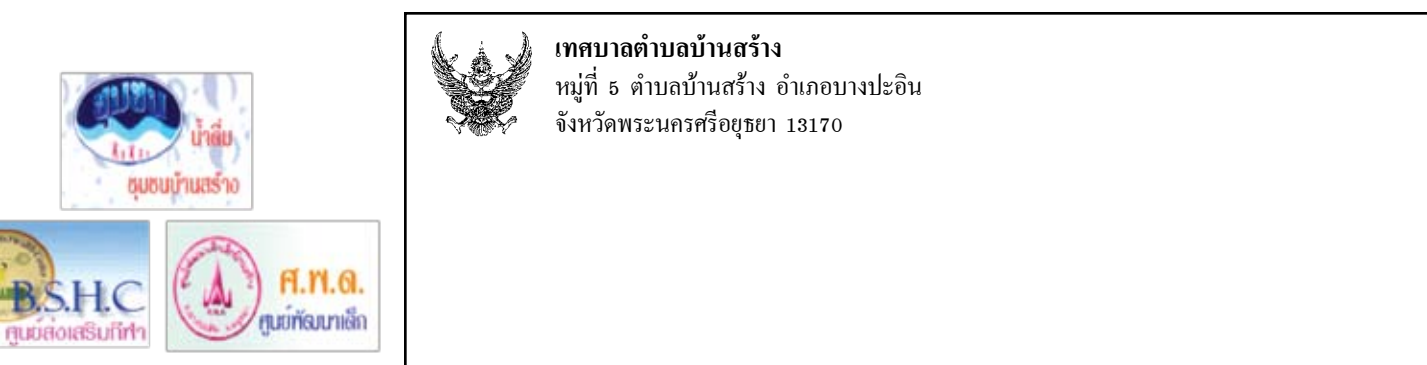 ชุมชน
น้ำดื่ม
ชุมชนบ้านสร้าง
B.S.H.C
ศูนย์ส่งเสริมกีฬา
ศ.พ.ด.
ศูนย์พัฒนาเด็ก
เทศบาลตำบลบ้านสร้าง
หมู่ที่ 5 ตำบลบ้านสร้าง อำเภอบางปะอิน
จังหวัดพระนครศรีอยุธยา 13170